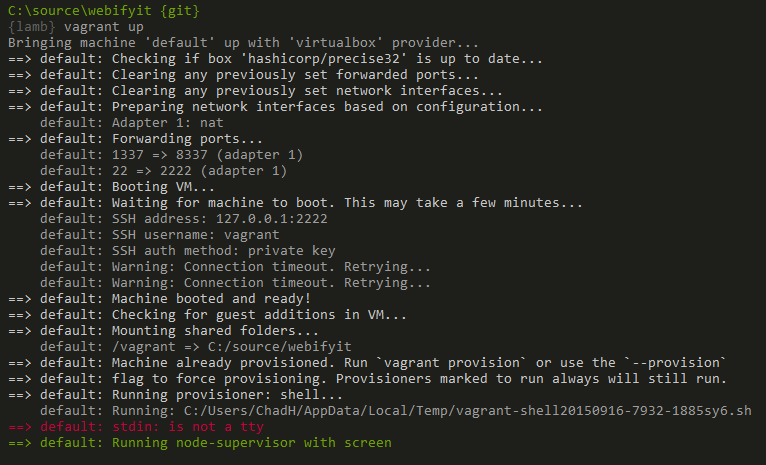 C:\source\webifyit {git}
{lamb} vagrant up
Bringing machine 'default' up with 'virtualbox' provider...
==> default: Checking if box 'hashicorp/precise32' is up to date...
==> default: Clearing any previously set forwarded ports...
==> default: Clearing any previously set network interfaces...
==> default: Preparing network interfaces based on configuration...
    default: Adapter 1: nat
==> default: Forwarding ports...
    default: 1337 => 8337 (adapter 1)
    default: 22 => 2222 (adapter 1)
==> default: Booting VM...
==> default: Waiting for machine to boot. This may take a few minutes...
    default: SSH address: 127.0.0.1:2222
    default: SSH username: vagrant
    default: SSH auth method: private key
    default: Warning: Connection timeout. Retrying...
    default: Warning: Connection timeout. Retrying...
==> default: Machine booted and ready!
==> default: Checking for guest additions in VM...
==> default: Mounting shared folders...
    default: /vagrant => C:/source/webifyit
==> default: Machine already provisioned. Run `vagrant provision` or use the `--provision`
==> default: flag to force provisioning. Provisioners marked to run always will still run.
==> default: Running provisioner: shell...
    default: Running: C:/Users/ChadH/AppData/Local/Temp/vagrant-shell20150916-7932-1885sy6.sh
==> default: stdin: is not a tty
==> default: Running node-supervisor with screen